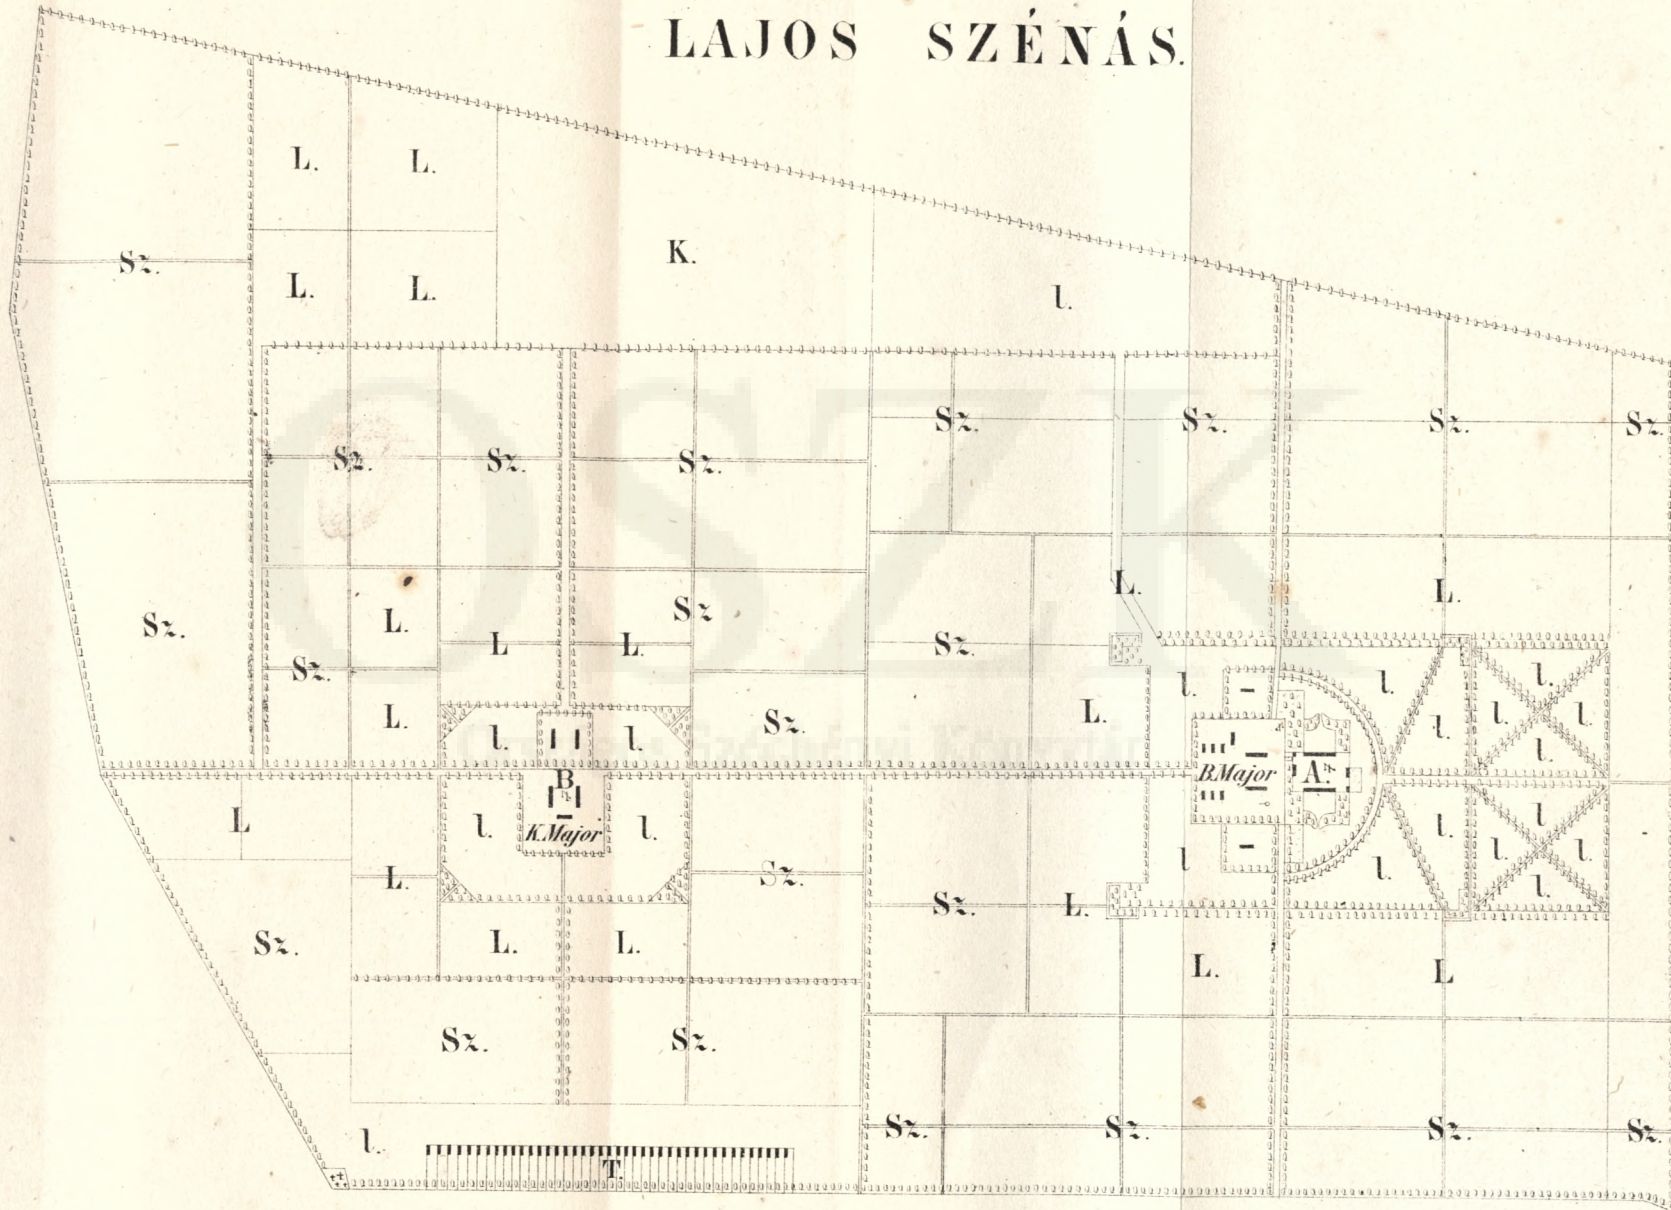 LAJOS SZÉNÁS.
L. L.
K.
Sz.
L. L.
l.
Sz. Sz. Sz. Sz.
Sz. Sz. Sz.
OSZK
L. L.
Sz
L.
Sz.
L L. Sz.
Sz.
l. l. l.
l. l.
L. L. l.
l. l. Sz. l.
B.Major A.
B
L l. K.Major l. l. l.
l. l.
l l.
L. Sz. l.
Sz. L.
Sz. L. L.
L. L
Sz. Sz.
Sz. Sz. Sz. Sz.
l.
T.